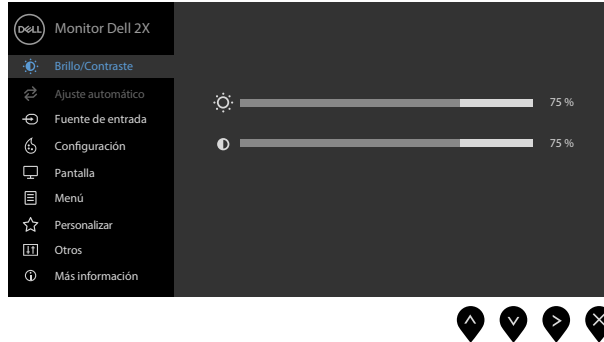 DELL
Monitor Dell 2X
Brillo/Contraste
Ajuste automático
75 %
Fuente de entrada
Configuración
75 %
Pantalla
Menú
Personalizar
Otros
Más información